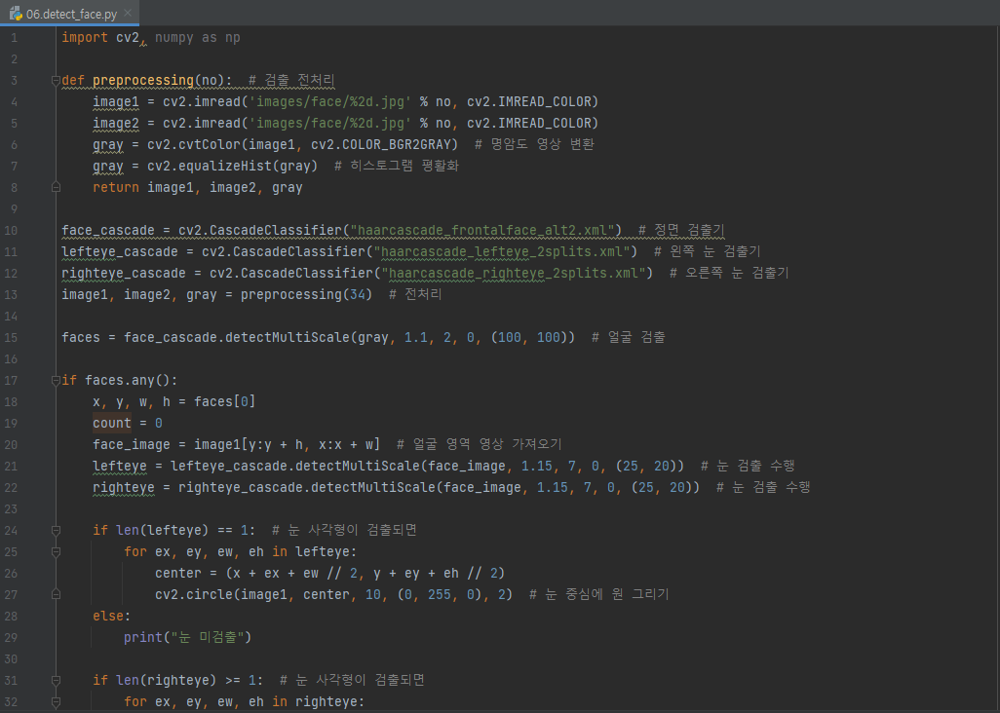 06.detect_face.py
1 import cv2, numpy as np
2
3 def preprocessing(no):  # 검출 전처리
4     image1 = cv2.imread('images/face/%2d.jpg' % no, cv2.IMREAD_COLOR)
5     image2 = cv2.imread('images/face/%2d.jpg' % no, cv2.IMREAD_COLOR)
6     gray = cv2.cvtColor(image1, cv2.COLOR_BGR2GRAY)  # 명암도 영상 변환
7     gray = cv2.equalizeHist(gray)  # 히스토그램 평활화
8     return image1, image2, gray
9
10 face_cascade = cv2.CascadeClassifier("haarcascade_frontalface_alt2.xml")  # 정면 검출기
11 lefteye_cascade = cv2.CascadeClassifier("haarcascade_lefteye_2splits.xml")  # 왼쪽 눈 검출기
12 righteye_cascade = cv2.CascadeClassifier("haarcascade_righteye_2splits.xml")  # 오른쪽 눈 검출기
13 image1, image2, gray = preprocessing(34)  # 전처리
14
15 faces = face_cascade.detectMultiScale(gray, 1.1, 2, 0, (100, 100))  # 얼굴 검출
16
17 if faces.any():
18     x, y, w, h = faces[0]
19     count = 0
20     face_image = image1[y:y + h, x:x + w]  # 얼굴 영역 영상 가져오기
21     lefteye = lefteye_cascade.detectMultiScale(face_image, 1.15, 7, 0, (25, 20))  # 눈 검출 수행
22     righteye = righteye_cascade.detectMultiScale(face_image, 1.15, 7, 0, (25, 20))  # 눈 검출 수행
23
24     if len(lefteye) == 1:  # 눈 사각형이 검출되면
25         for ex, ey, ew, eh in lefteye:
26             center = (x + ex + ew // 2, y + ey + eh // 2)
27             cv2.circle(image1, center, 10, (0, 255, 0), 2)  # 눈 중심에 원 그리기
28     else:
29         print("눈 미검출")
30
31     if len(righteye) >= 1:  # 눈 사각형이 검출되면
32         for ex, ey, ew, eh in righteye: